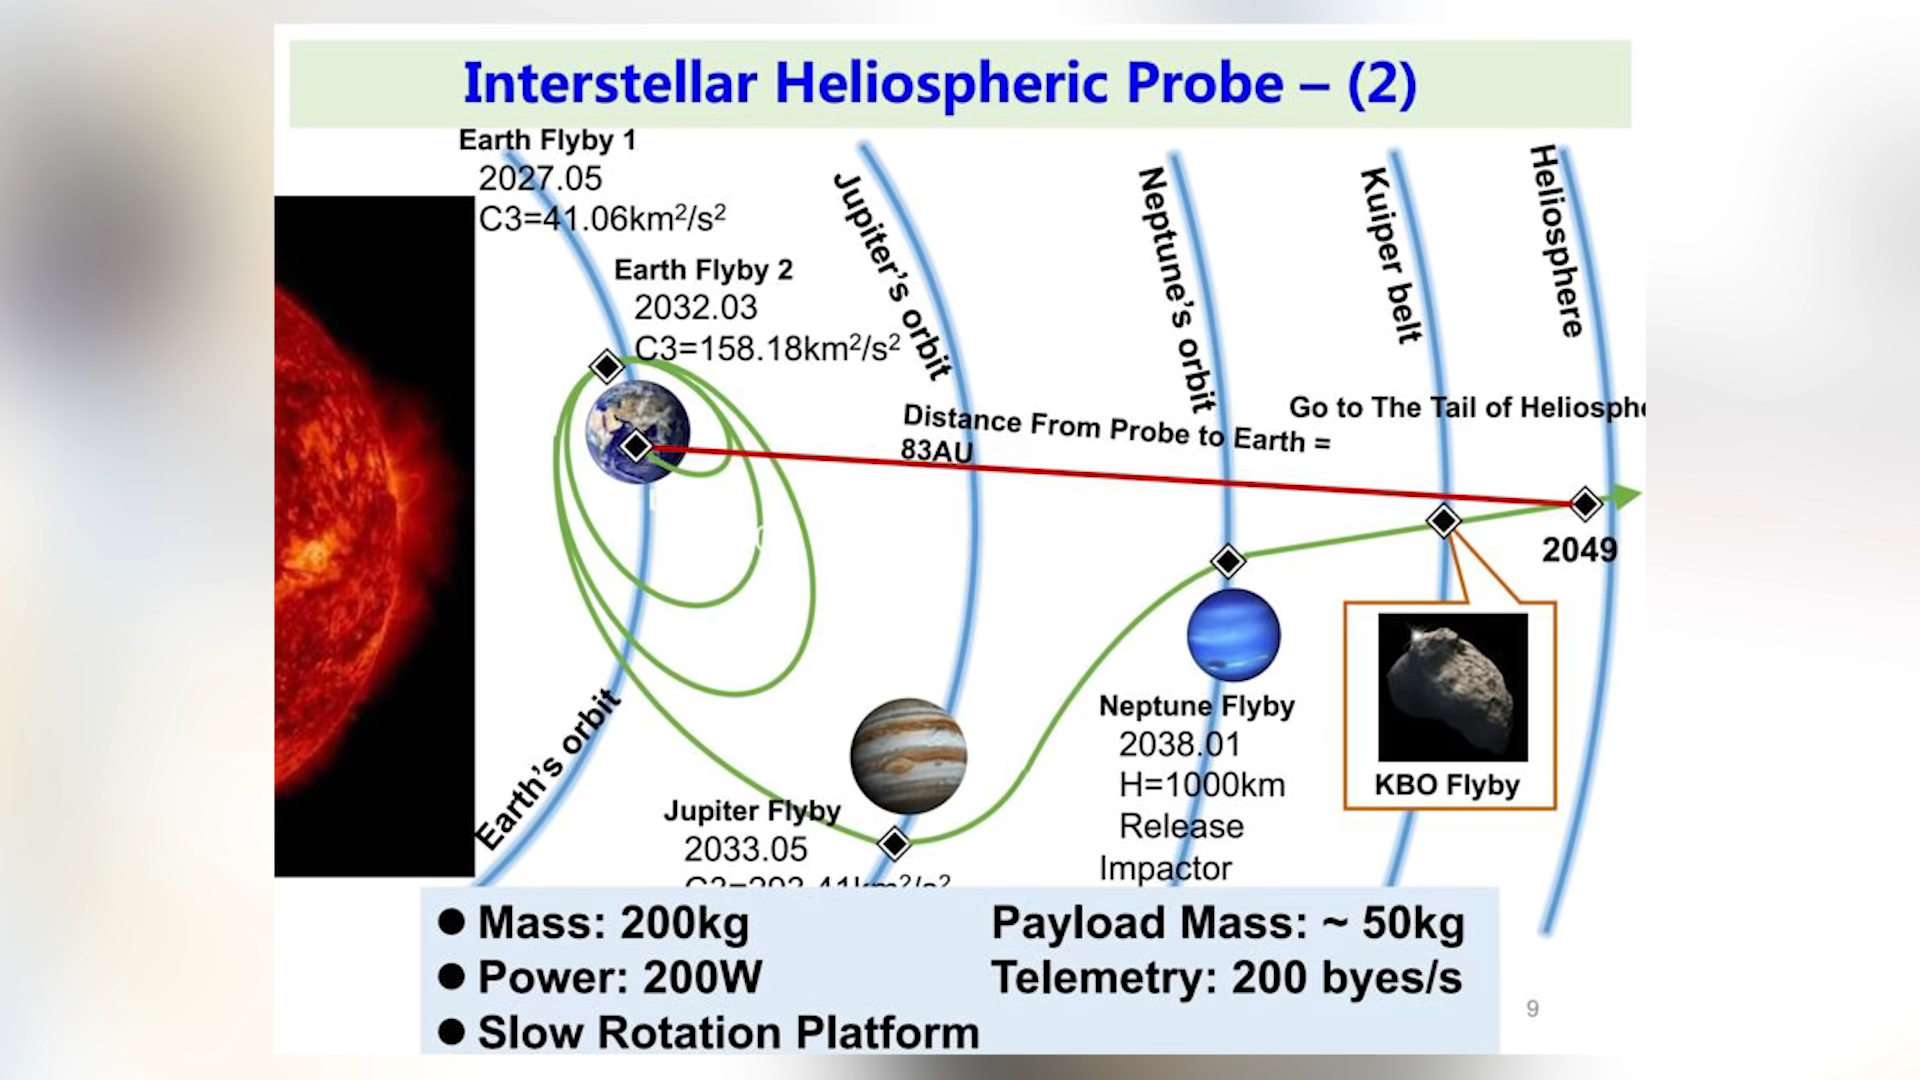 Interstellar Heliospheric Probe – (2)
Earth Flyby 1
2027.05
C3=41.06km²/s²
Earth Flyby 2
2032.03
C3=158.18km²/s²
Jupiter's orbit
Neptune's orbit
Kuiper belt
Heliosphere
Go to The Tail of Heliosphe
Distance From Probe to Earth =
83AU
2049
Earth's orbit
Jupiter Flyby
2033.05
Neptune Flyby
2038.01
H=1000km
Release
Impactor
KBO Flyby
● Mass: 200kg
Payload Mass: ~ 50kg
● Power: 200W
Telemetry: 200 byes/s
● Slow Rotation Platform
9